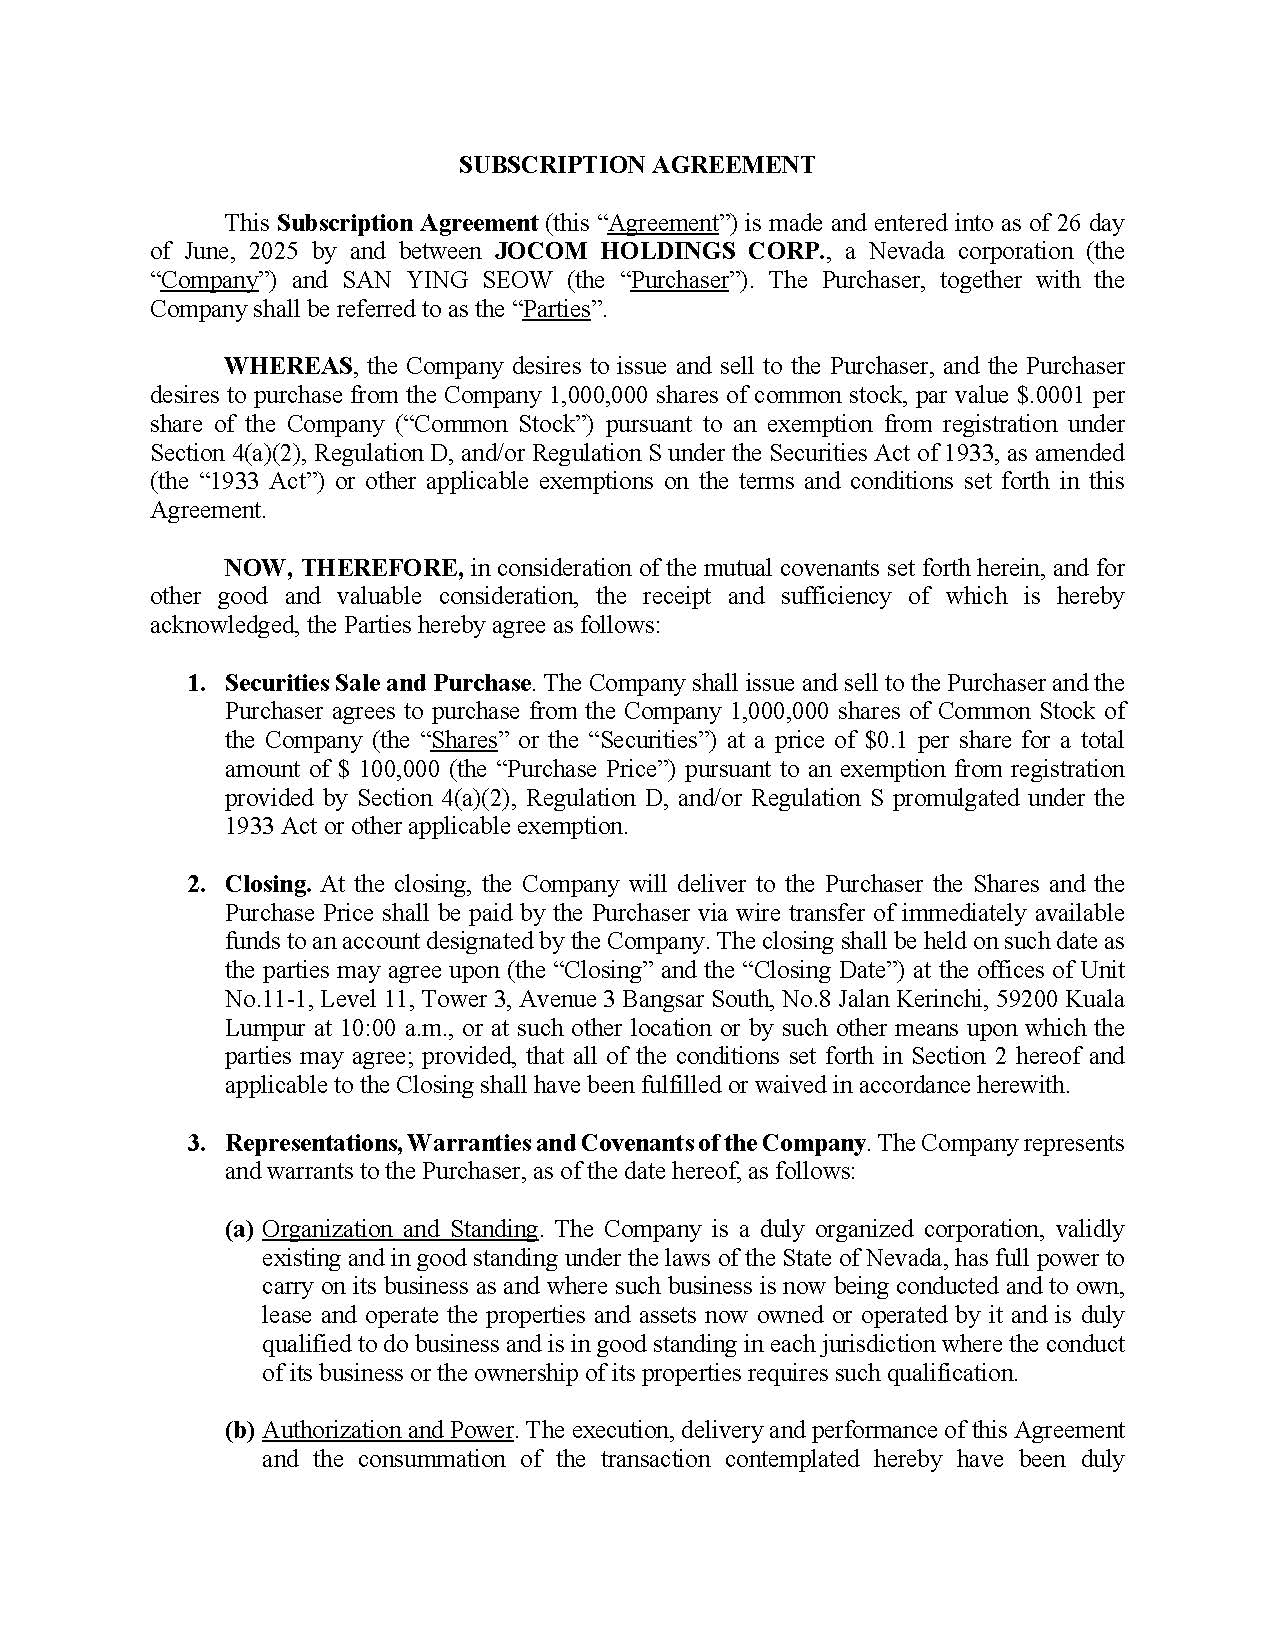 SUBSCRIPTION AGREEMENT
This Subscription Agreement (this “Agreement”) is made and entered into as of 26 day
of June, 2025 by and between JOCOM HOLDINGS CORP., a Nevada corporation (the
“Company”) and SAN YING SEOW (the “Purchaser”). The Purchaser, together with the
Company shall be referred to as the “Parties”.
WHEREAS, the Company desires to issue and sell to the Purchaser, and the Purchaser
desires to purchase from the Company 1,000,000 shares of common stock, par value $.0001 per
share of the Company (“Common Stock”) pursuant to an exemption from registration under
Section 4(a)(2), Regulation D, and/or Regulation S under the Securities Act of 1933, as amended
(the “1933 Act”) or other applicable exemptions on the terms and conditions set forth in this
Agreement.
NOW, THEREFORE, in consideration of the mutual covenants set forth herein, and for
other good and valuable consideration, the receipt and sufficiency of which is hereby
acknowledged, the Parties hereby agree as follows:
1. Securities Sale and Purchase. The Company shall issue and sell to the Purchaser and the
Purchaser agrees to purchase from the Company 1,000,000 shares of Common Stock of
the Company (the “Shares” or the “Securities”) at a price of $0.1 per share for a total
amount of $ 100,000 (the “Purchase Price”) pursuant to an exemption from registration
provided by Section 4(a)(2), Regulation D, and/or Regulation S promulgated under the
1933 Act or other applicable exemption.
2. Closing. At the closing, the Company will deliver to the Purchaser the Shares and the
Purchase Price shall be paid by the Purchaser via wire transfer of immediately available
funds to an account designated by the Company. The closing shall be held on such date as
the parties may agree upon (the “Closing” and the “Closing Date”) at the offices of Unit
No.11-1, Level 11, Tower 3, Avenue 3 Bangsar South, No.8 Jalan Kerinchi, 59200 Kuala
Lumpur at 10:00 a.m., or at such other location or by such other means upon which the
parties may agree; provided, that all of the conditions set forth in Section 2 hereof and
applicable to the Closing shall have been fulfilled or waived in accordance herewith.
3. Representations, Warranties and Covenants of the Company. The Company represents
and warrants to the Purchaser, as of the date hereof, as follows:
(a) Organization and Standing. The Company is a duly organized corporation, validly
existing and in good standing under the laws of the State of Nevada, has full power to
carry on its business as and where such business is now being conducted and to own,
lease and operate the properties and assets now owned or operated by it and is duly
qualified to do business and is in good standing in each jurisdiction where the conduct
of its business or the ownership of its properties requires such qualification.
(b) Authorization and Power. The execution, delivery and performance of this Agreement
and the consummation of the transaction contemplated hereby have been duly